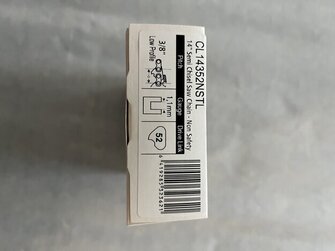 CL14352NSTL
14" Semi Chisel Saw Chain - Non Safety
Pitch
Gauge
Drive Link
3/8"
Low Profile
1.1mm
52